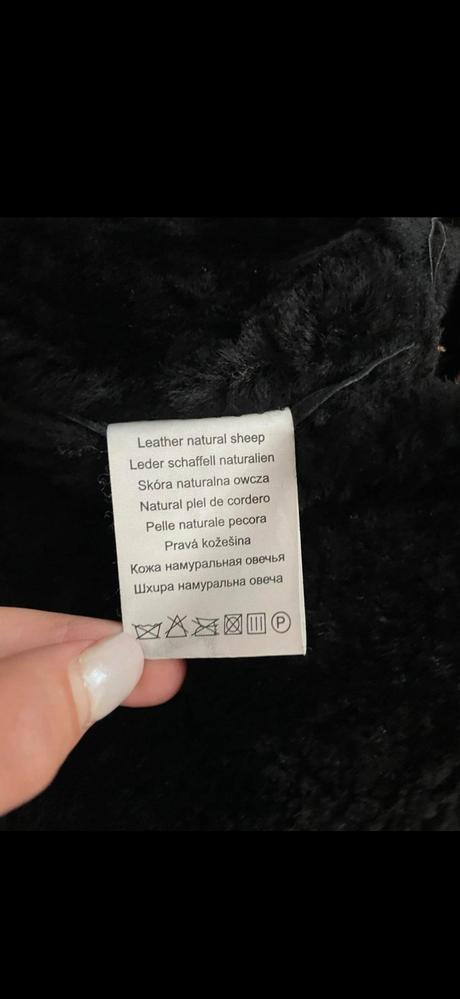 Leather natural sheep
Leder schaffell naturalien
Skóra naturalna owcza
Natural plel de cordero
Pelle naturale pecora
Pravá kožešina
Кожа намуральная овечья
Шхира намуральна овеча
P